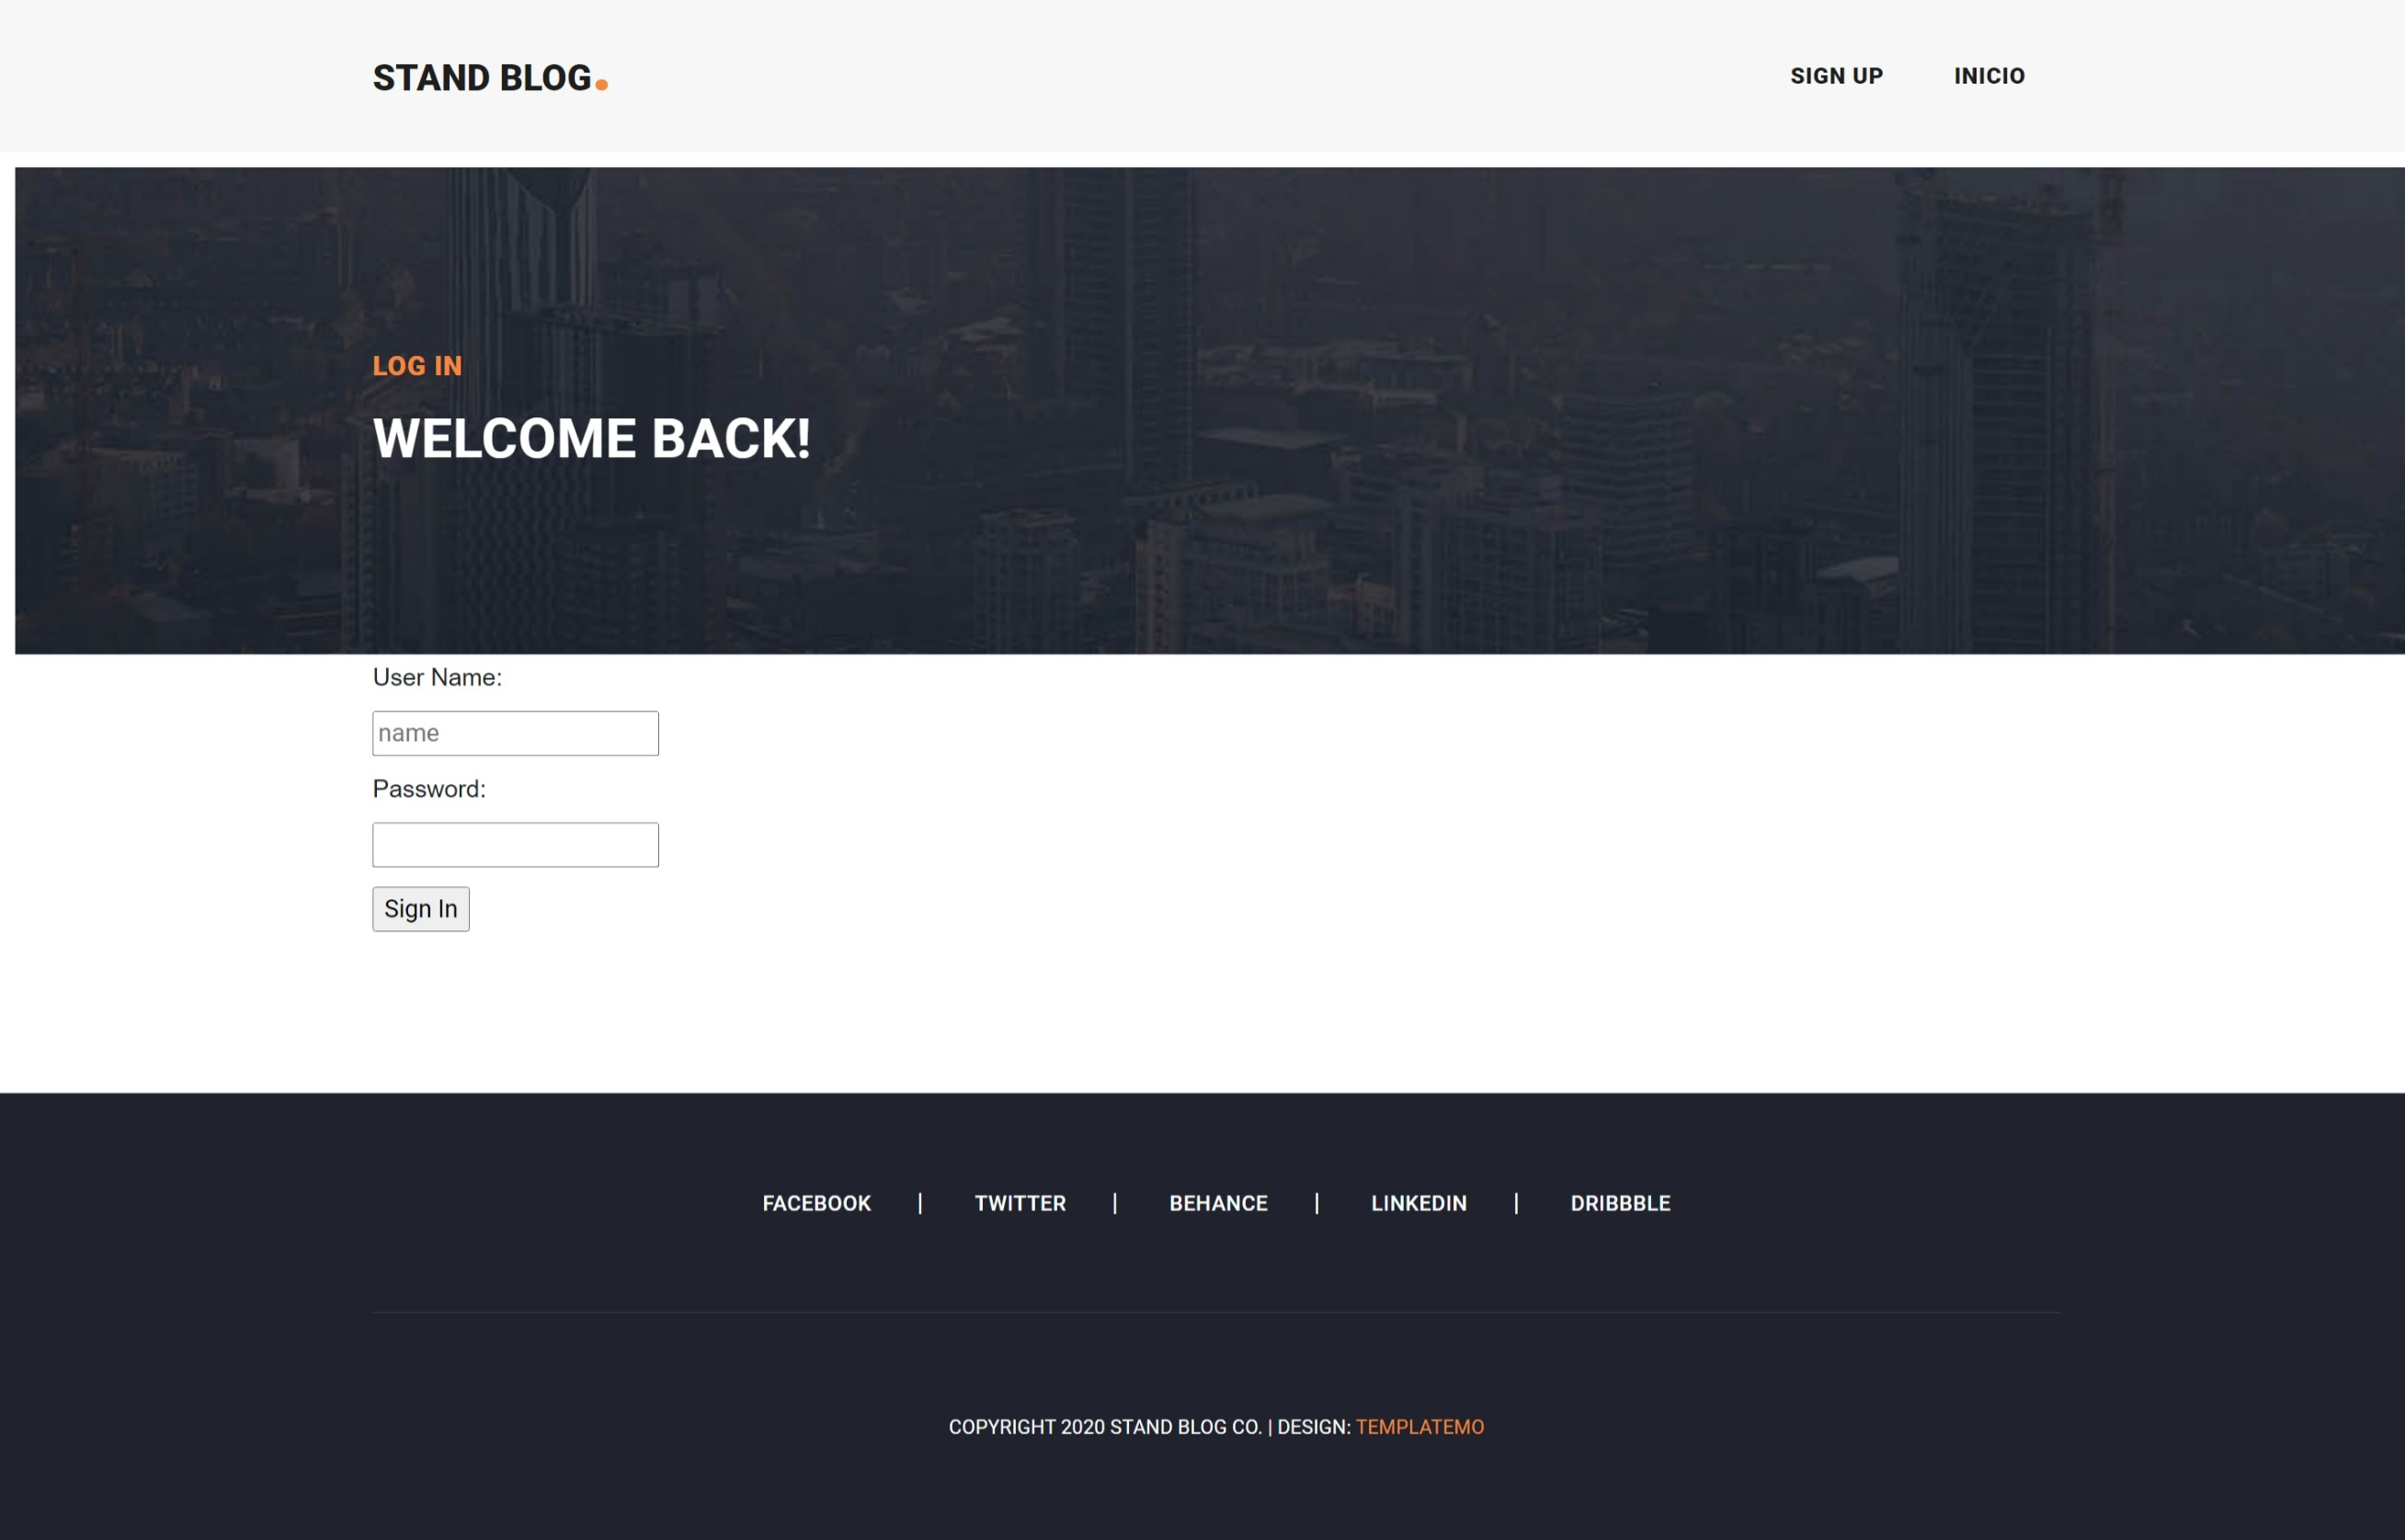 STAND BLOG.
SIGN UP
INICIO
LOG IN
WELCOME BACK!
User Name:
name
Password:
Sign In
FACEBOOK | TWITTER | BEHANCE | LINKEDIN | DRIBBBLE
COPYRIGHT 2020 STAND BLOG CO. | DESIGN: TEMPLATEMO